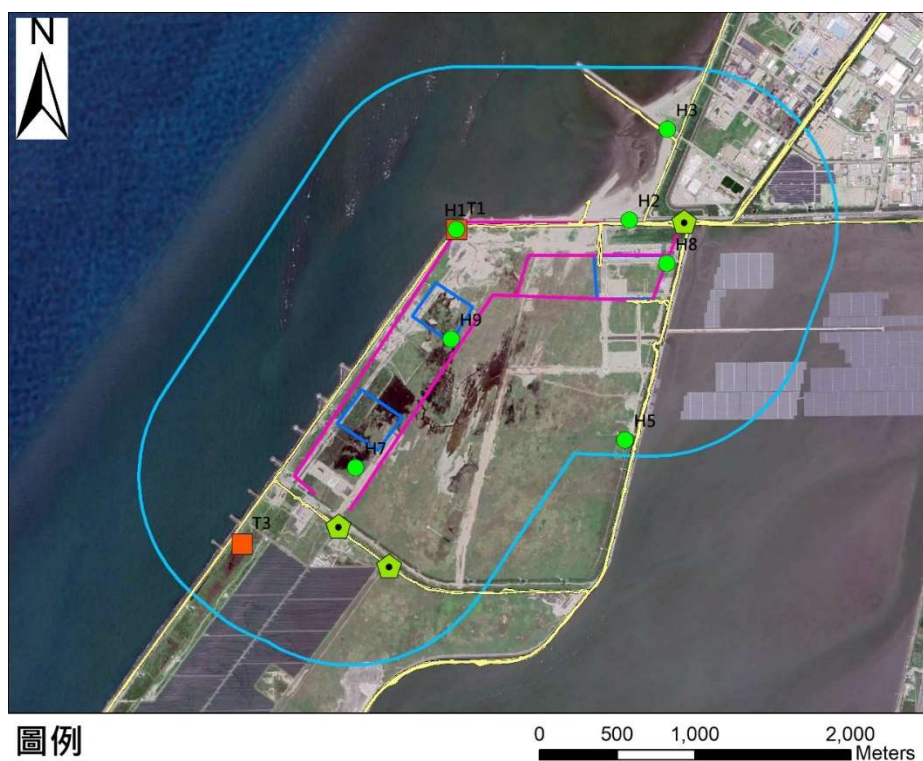 N
H3
H2
H1 T1
H8
H9
H5
H7
T3
圖例
0 500 1,000 2,000
Meters